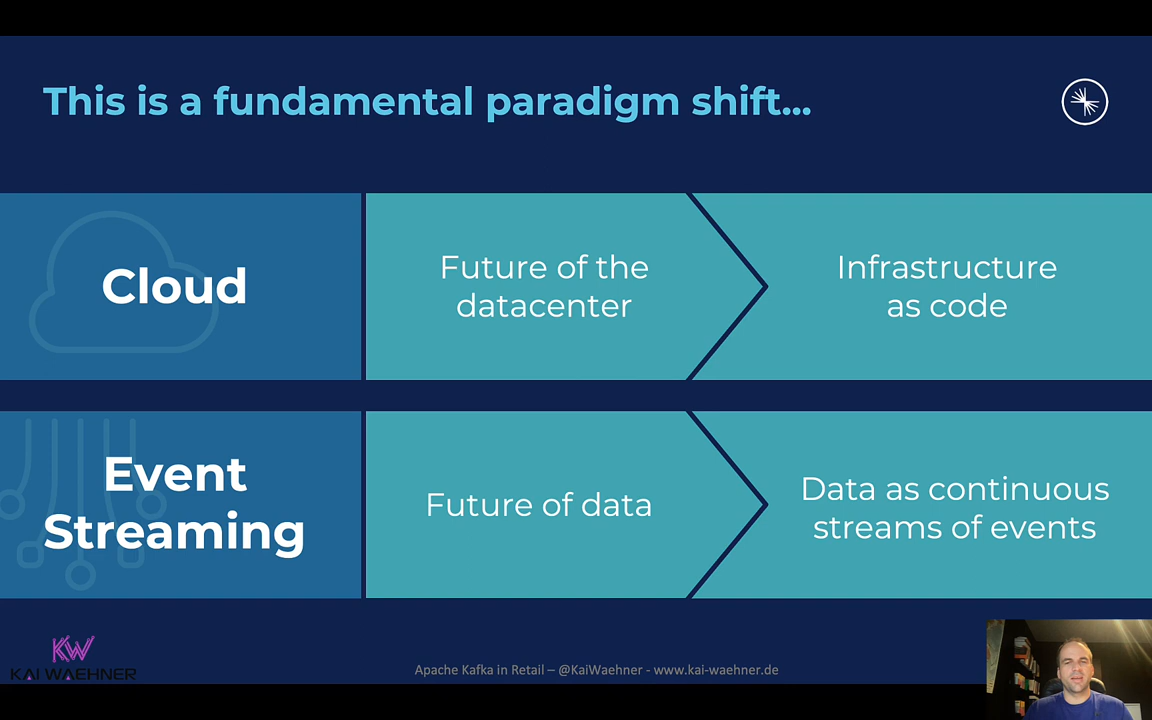 This is a fundamental paradigm shift...
Cloud
Future of the
datacenter
Infrastructure
as code
Event
Streaming
Future of data
Data as continuous
streams of events
KW
KAI WAEHNER
Apache Kafka in Retail – @KaiWaehner - www.kai-waehner.de